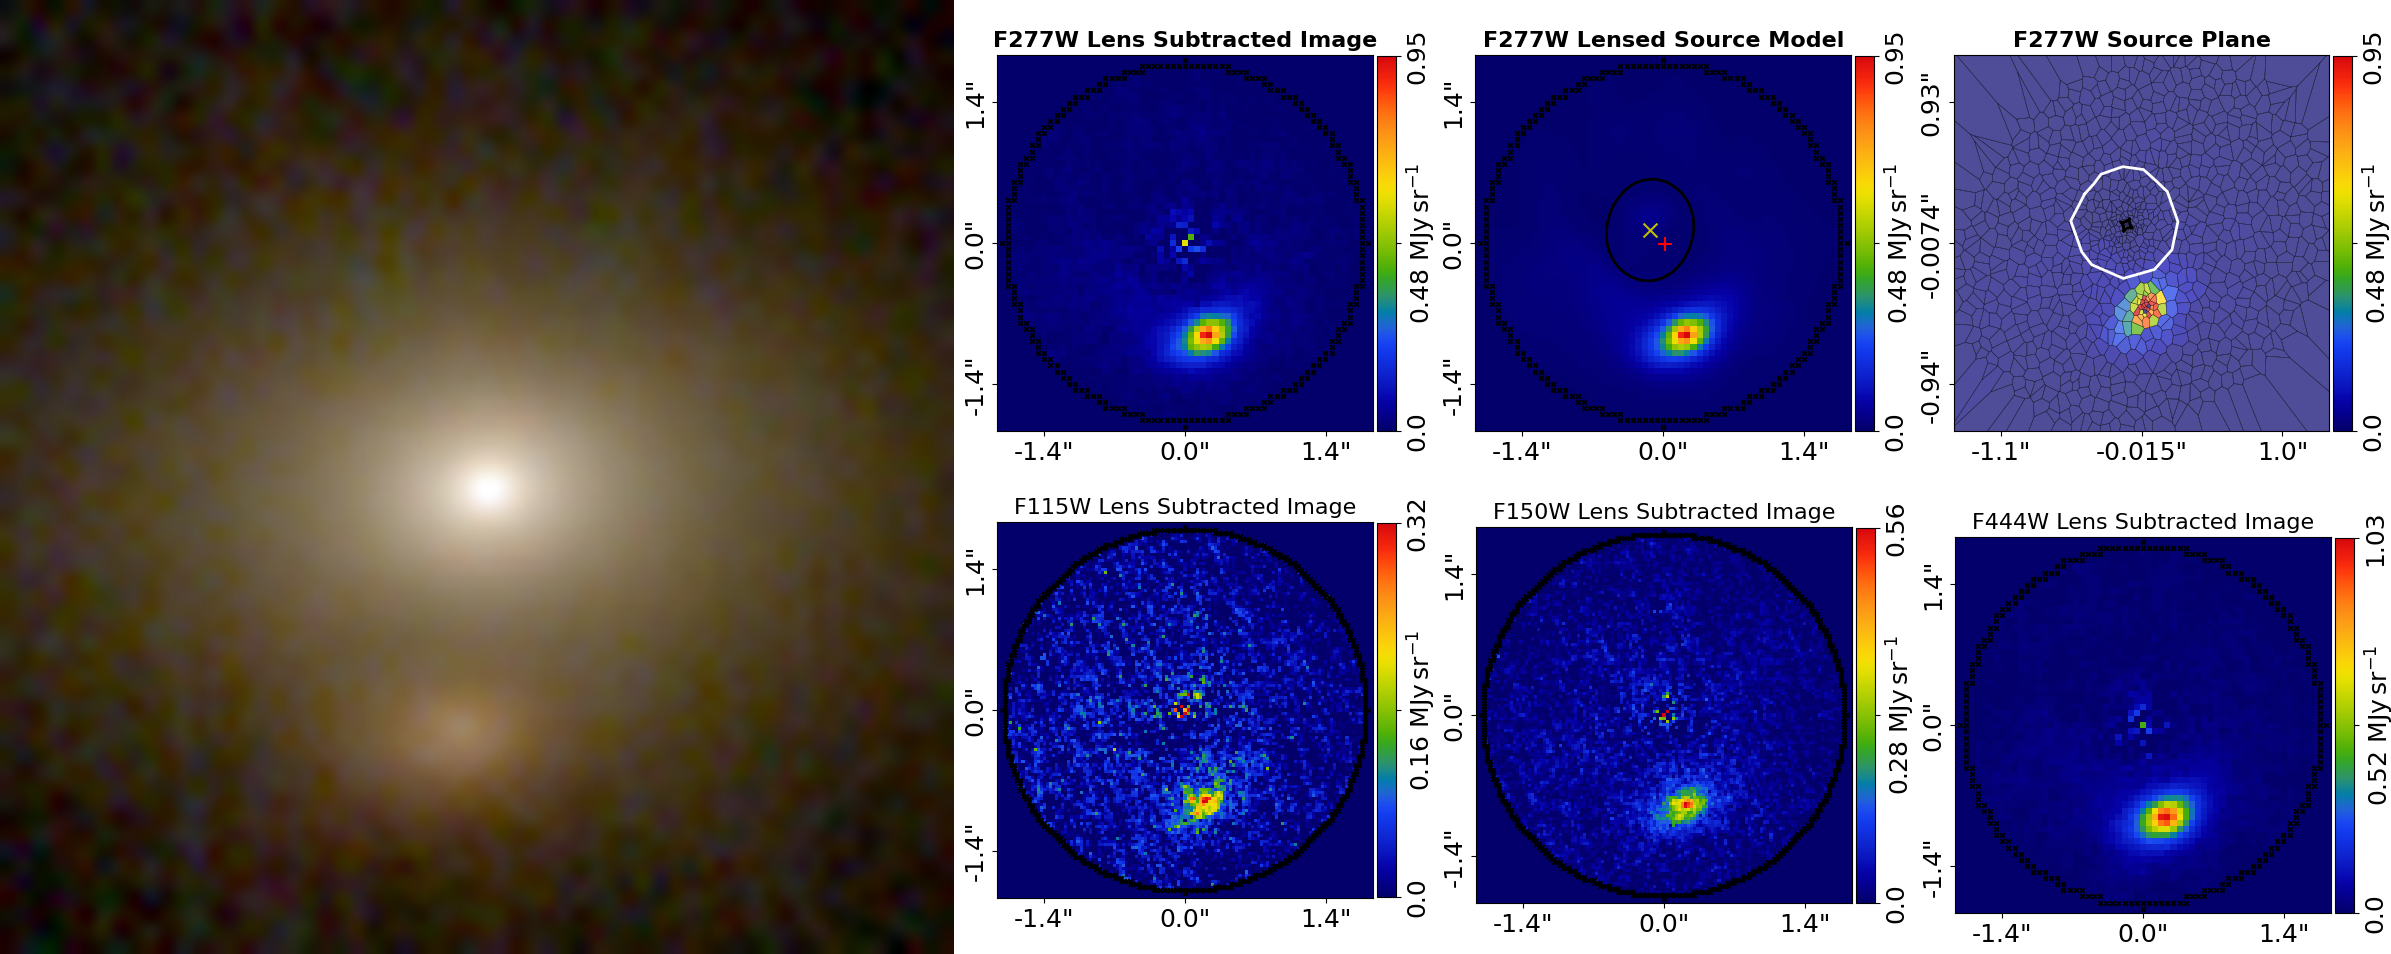 F277W Lens Subtracted Image
1.4"
0.0"
-1.4"
-1.4" 0.0" 1.4"
0.95
0.48 MJy sr⁻¹
0.0
F277W Lensed Source Model
1.4"
0.0"
-1.4"
-1.4" 0.0" 1.4"
0.95
0.48 MJy sr⁻¹
0.0
F277W Source Plane
0.93"
-0.0074"
-0.94"
-1.1" -0.015" 1.0"
0.95
0.48 MJy sr⁻¹
0.0
F115W Lens Subtracted Image
1.4"
0.0"
-1.4"
-1.4" 0.0" 1.4"
0.32
0.16 MJy sr⁻¹
0.0
F150W Lens Subtracted Image
1.4"
0.0"
-1.4"
-1.4" 0.0" 1.4"
0.56
0.28 MJy sr⁻¹
0.0
F444W Lens Subtracted Image
1.4"
0.0"
-1.4"
-1.4" 0.0" 1.4"
1.03
0.52 MJy sr⁻¹
0.0